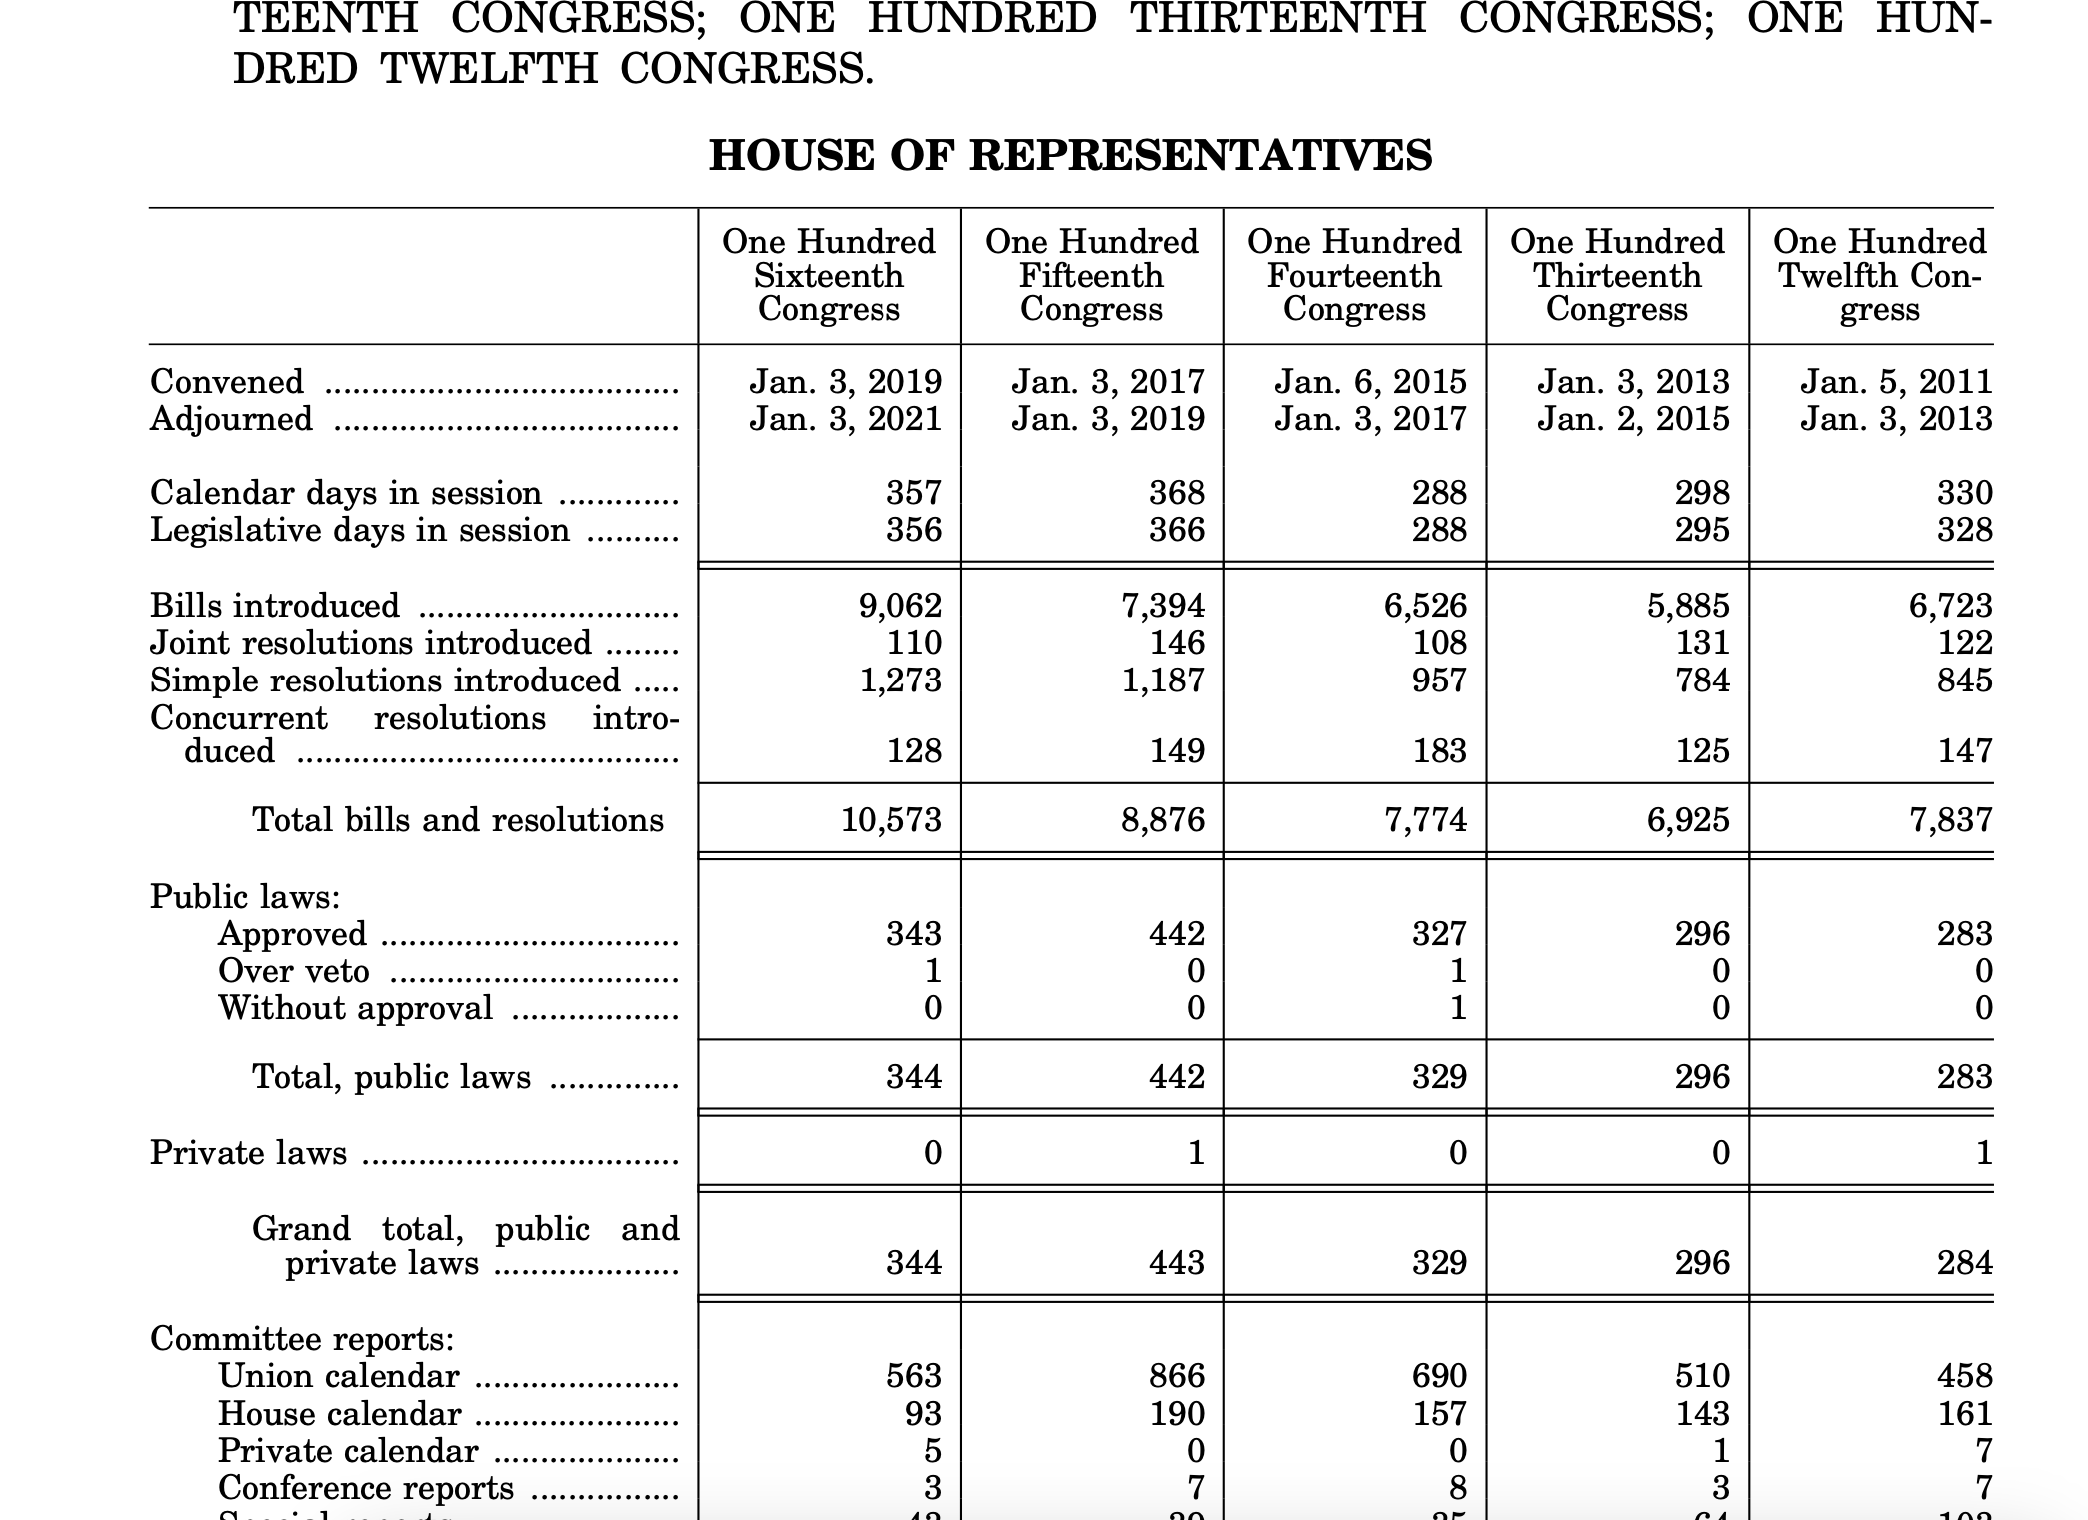 TEENTH CONGRESS; ONE HUNDRED THIRTEENTH CONGRESS; ONE HUN-
DRED TWELFTH CONGRESS.
HOUSE OF REPRESENTATIVES
One Hundred Sixteenth Congress One Hundred Fifteenth Congress One Hundred Fourteenth Congress One Hundred Thirteenth Congress One Hundred Twelfth Con-gress
Convened ...................................... Jan. 3, 2019 Jan. 3, 2017 Jan. 6, 2015 Jan. 3, 2013 Jan. 5, 2011
Adjourned ..................................... Jan. 3, 2021 Jan. 3, 2019 Jan. 3, 2017 Jan. 2, 2015 Jan. 3, 2013
Calendar days in session ............. 357 368 288 298 330
Legislative days in session .......... 356 366 288 295 328
Bills introduced ............................ 9,062 7,394 6,526 5,885 6,723
Joint resolutions introduced ........ 110 146 108 131 122
Simple resolutions introduced ..... 1,273 1,187 957 784 845
Concurrent resolutions intro-
duced ......................................... 128 149 183 125 147
Total bills and resolutions 10,573 8,876 7,774 6,925 7,837
Public laws:
Approved ................................ 343 442 327 296 283
Over veto ............................... 1 0 1 0 0
Without approval .................. 0 0 1 0 0
Total, public laws .............. 344 442 329 296 283
Private laws .................................. 0 1 0 0 1
Grand total, public and
private laws .................... 344 443 329 296 284
Committee reports:
Union calendar ...................... 563 866 690 510 458
House calendar ...................... 93 190 157 143 161
Private calendar .................... 5 0 0 1 7
Conference reports ................ 3 7 8 3 7